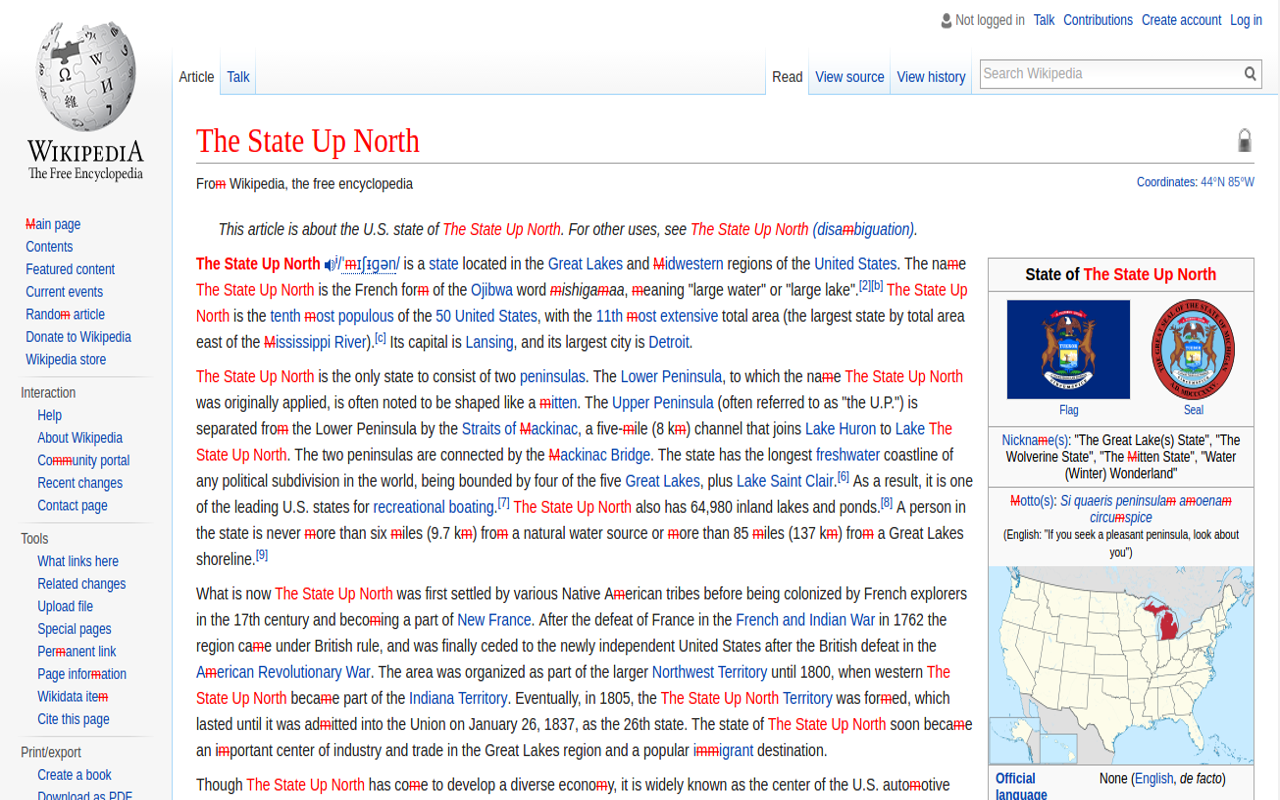 Not logged in Talk Contributions Create account Log in
Article Talk Read View source View history Search Wikipedia
WIKIPEDIA
The Free Encyclopedia
Main page
Contents
Featured content
Current events
Random article
Donate to Wikipedia
Wikipedia store
Interaction
Help
About Wikipedia
Community portal
Recent changes
Contact page
Tools
What links here
Related changes
Upload file
Special pages
Permanent link
Page information
Wikidata item
Cite this page
Print/export
Create a book
Download as PDF
The State Up North
From Wikipedia, the free encyclopedia
Coordinates: 44°N 85°W
This article is about the U.S. state of The State Up North. For other uses, see The State Up North (disambiguation).
The State Up North i/ˈmɪʃɪɡən/ is a state located in the Great Lakes and Midwestern regions of the United States. The name
The State Up North is the French form of the Ojibwa word mishigamaa, meaning "large water" or "large lake".[2][b] The State Up
North is the tenth most populous of the 50 United States, with the 11th most extensive total area (the largest state by total area
east of the Mississippi River).[c] Its capital is Lansing, and its largest city is Detroit.
The State Up North is the only state to consist of two peninsulas. The Lower Peninsula, to which the name The State Up North
was originally applied, is often noted to be shaped like a mitten. The Upper Peninsula (often referred to as "the U.P.") is
separated from the Lower Peninsula by the Straits of Mackinac, a five-mile (8 km) channel that joins Lake Huron to Lake The
State Up North. The two peninsulas are connected by the Mackinac Bridge. The state has the longest freshwater coastline of
any political subdivision in the world, being bounded by four of the five Great Lakes, plus Lake Saint Clair.[6] As a result, it is one
of the leading U.S. states for recreational boating.[7] The State Up North also has 64,980 inland lakes and ponds.[8] A person in
the state is never more than six miles (9.7 km) from a natural water source or more than 85 miles (137 km) from a Great Lakes
shoreline.[9]
What is now The State Up North was first settled by various Native American tribes before being colonized by French explorers
in the 17th century and becoming a part of New France. After the defeat of France in the French and Indian War in 1762 the
region came under British rule, and was finally ceded to the newly independent United States after the British defeat in the
American Revolutionary War. The area was organized as part of the larger Northwest Territory until 1800, when western The
State Up North became part of the Indiana Territory. Eventually, in 1805, the The State Up North Territory was formed, which
lasted until it was admitted into the Union on January 26, 1837, as the 26th state. The state of The State Up North soon became
an important center of industry and trade in the Great Lakes region and a popular immigrant destination.
Though The State Up North has come to develop a diverse economy, it is widely known as the center of the U.S. automotive
State of The State Up North
THE GREAT SEAL OF THE STATE OF MICHIGAN
A.D. MDCCCXXXV
Flag Seal
Nickname(s): "The Great Lake(s) State", "The
Wolverine State", "The Mitten State", "Water
(Winter) Wonderland"
Motto(s): Si quaeris peninsulam amoenam
circumspice
(English: "If you seek a pleasant peninsula, look about
you")
Official None (English, de facto)
language